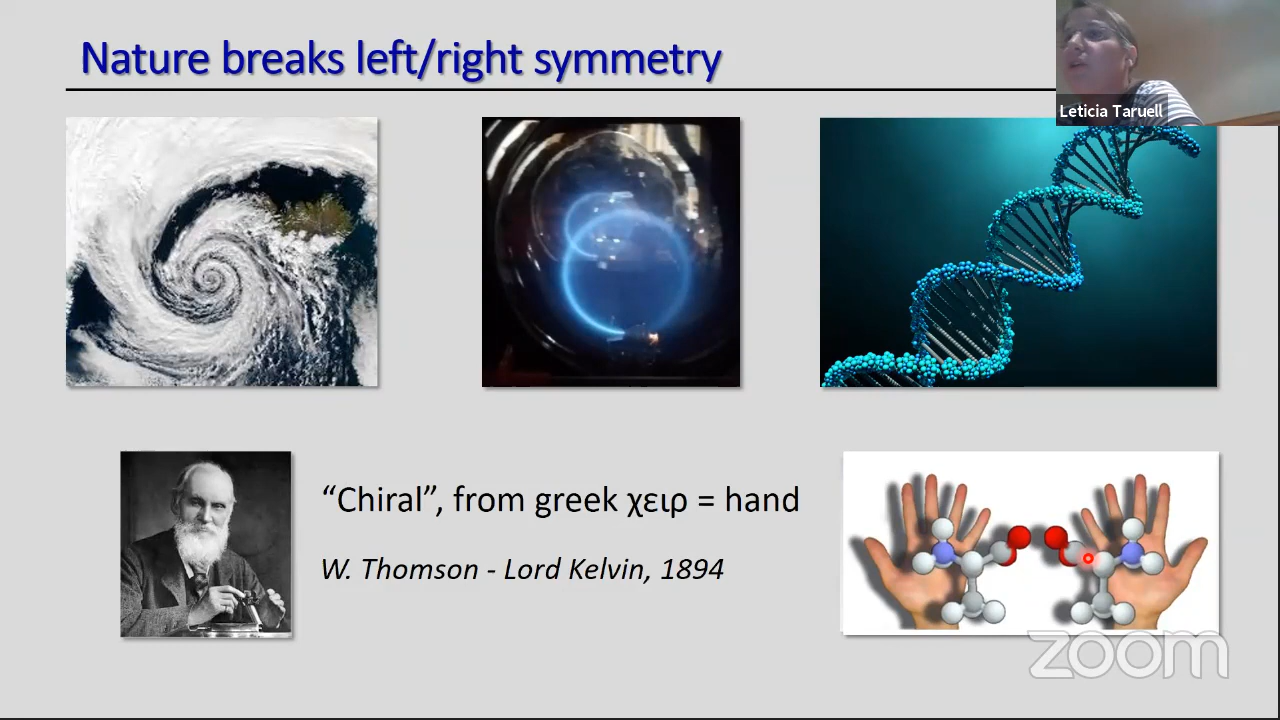 Nature breaks left/right symmetry
Leticia Taruell
“Chiral”, from greek χειρ = hand
W. Thomson - Lord Kelvin, 1894
zoom